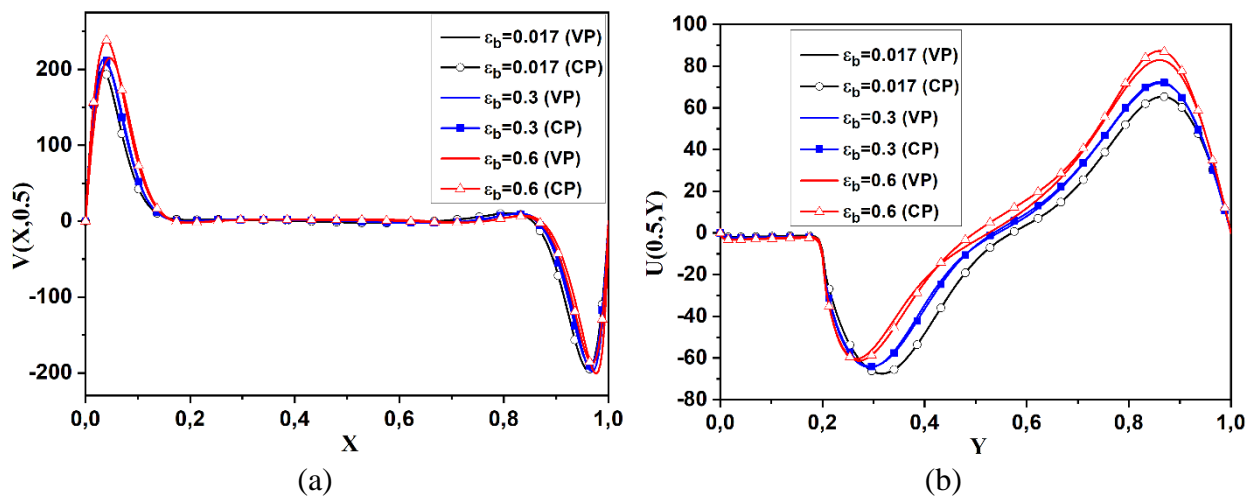 V(X,0.5)
200
100
0
-100
-200
0,0
0,2
0,4
0,6
0,8
1,0
X
εb=0.017 (VP)
εb=0.017 (CP)
εb=0.3 (VP)
εb=0.3 (CP)
εb=0.6 (VP)
εb=0.6 (CP)
(a)
U(0.5,Y)
100
80
60
40
20
0
-20
-40
-60
-80
0,0
0,2
0,4
0,6
0,8
1,0
Y
εb=0.017 (VP)
εb=0.017 (CP)
εb=0.3 (VP)
εb=0.3 (CP)
εb=0.6 (VP)
εb=0.6 (CP)
(b)